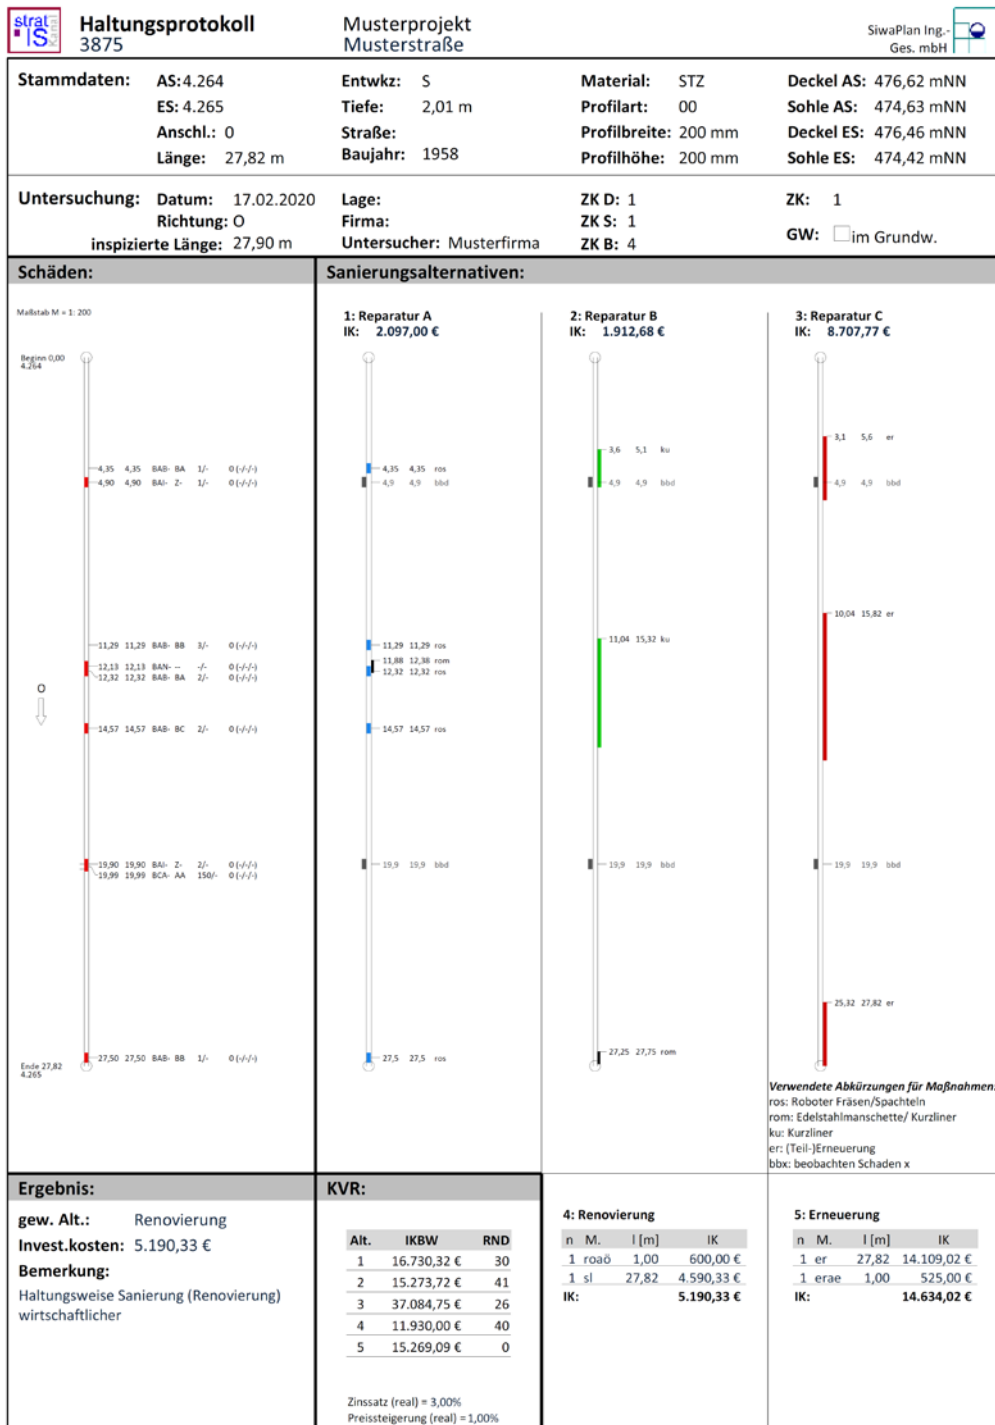 strat
IS
Kanal
Haltungsprotokoll
3875
Musterprojekt
Musterstraße
SiwaPlan Ing.-
Ges. mbH
Stammdaten: AS: 4.264 Entwkz: S Material: STZ Deckel AS: 476,62 mNN
ES: 4.265 Tiefe: 2,01 m Profilart: 00 Sohle AS: 474,63 mNN
Anschl.: 0 Straße: Profilbreite: 200 mm Deckel ES: 476,46 mNN
Länge: 27,82 m Baujahr: 1958 Profilhöhe: 200 mm Sohle ES: 474,42 mNN
Untersuchung: Datum: 17.02.2020 Lage: ZK D: 1 ZK: 1
Richtung: O Firma: ZK S: 1
inspizierte Länge: 27,90 m Untersucher: Musterfirma ZK B: 4 GW: im Grundw.
Schäden:
Maßstab M = 1: 200
Beginn 0,00
4.264
4,35 4,35 BAB- BA 1/- 0 (-/-/-)
4,90 4,90 BAI- Z- 1/- 0 (-/-/-)
11,29 11,29 BAB- BB 3/- 0 (-/-/-)
12,13 12,13 BAN- -- -/- 0 (-/-/-)
12,32 12,32 BAB- BA 2/- 0 (-/-/-)
O
14,57 14,57 BAB- BC 2/- 0 (-/-/-)
19,90 19,90 BAI- Z- 2/- 0 (-/-/-)
19,99 19,99 BCA- AA 150/- 0 (-/-/-)
27,50 27,50 BAB- BB 1/- 0 (-/-/-)
Ende 27,82
4.265
Sanierungsalternativen:
1: Reparatur A
IK: 2.097,00 €
4,35 4,35 ros
4,9 4,9 bbd
11,29 11,29 ros
11,88 12,38 rom
12,32 12,32 ros
14,57 14,57 ros
19,9 19,9 bbd
27,5 27,5 ros
2: Reparatur B
IK: 1.912,68 €
3,6 5,1 ku
4,9 4,9 bbd
11,04 15,32 ku
19,9 19,9 bbd
27,25 27,75 rom
3: Reparatur C
IK: 8.707,77 €
3,1 5,6 er
4,9 4,9 bbd
10,04 15,82 er
19,9 19,9 bbd
25,32 27,82 er
Verwendete Abkürzungen für Maßnahmen:
ros: Roboter Fräsen/Spachteln
rom: Edelstahlmanschette/ Kurzliner
ku: Kurzliner
er: (Teil-)Erneuerung
bbx: beobachten Schaden x
Ergebnis:
gew. Alt.: Renovierung
Invest.kosten: 5.190,33 €
Bemerkung:
Haltungsweise Sanierung (Renovierung)
wirtschaftlicher
KVR:
Alt. IKBW RND
1 16.730,32 € 30
2 15.273,72 € 41
3 37.084,75 € 26
4 11.930,00 € 40
5 15.269,09 € 0
Zinssatz (real) = 3,00%
Preissteigerung (real) = 1,00%
4: Renovierung
n M. l [m] IK
1 roaö 1,00 600,00 €
1 sl 27,82 4.590,33 €
IK: 5.190,33 €
5: Erneuerung
n M. l [m] IK
1 er 27,82 14.109,02 €
1 erae 1,00 525,00 €
IK: 14.634,02 €